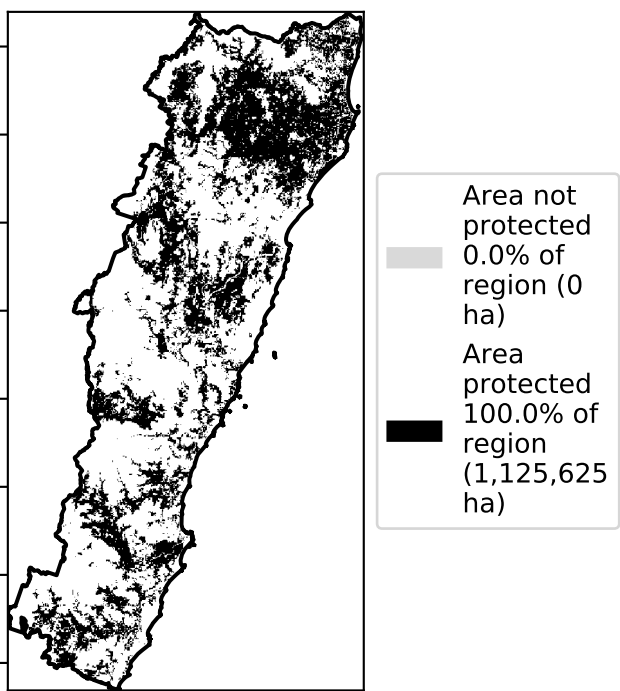 Area not
protected
0.0% of
region (0
ha)
Area
protected
100.0% of
region
(1,125,625
ha)